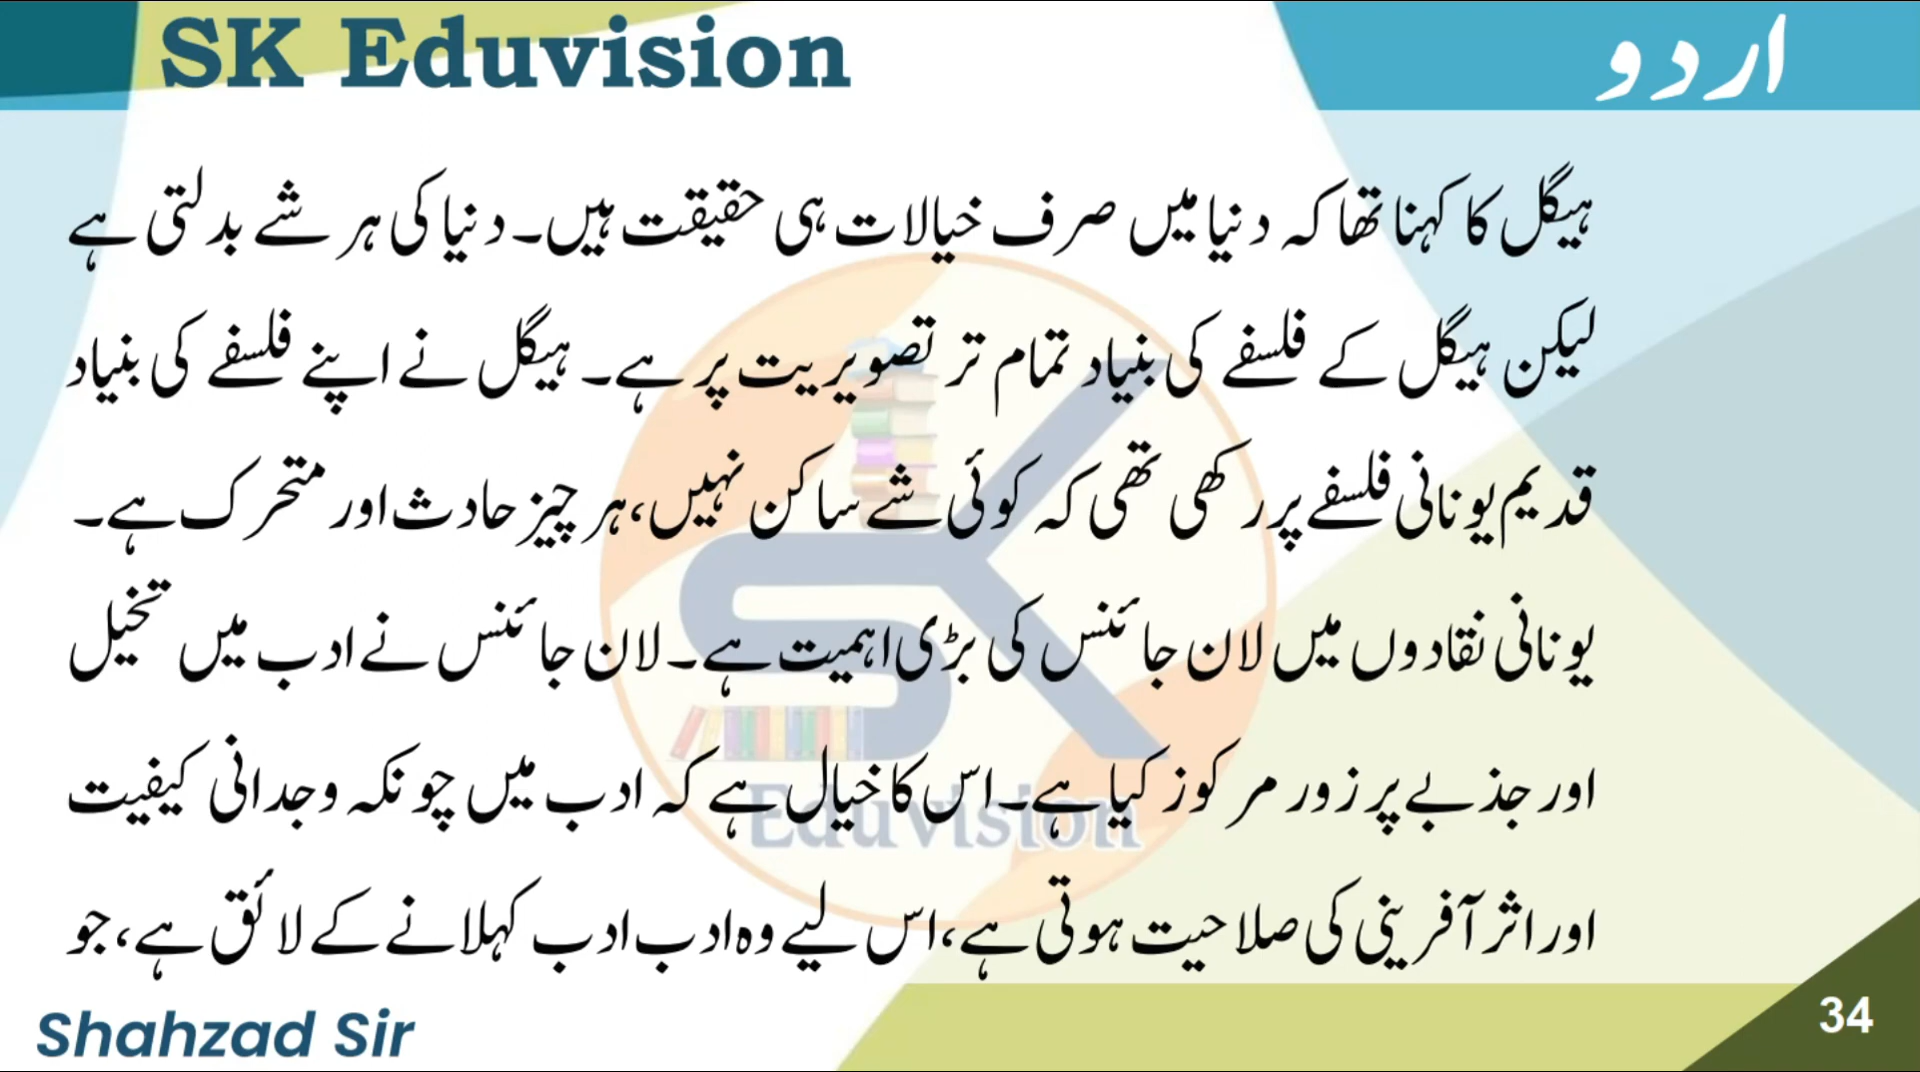 SK Eduvision
اردو
ہیگل کا کہنا تھا کہ دنیا میں صرف خیالات ہی حقیقت ہیں۔ دنیا کی ہر شے بدلتی ہے
لیکن ہیگل کے فلسفے کی بنیاد تمام تر تصویریت پر ہے۔ ہیگل نے اپنے فلسفے کی بنیاد
قدیم یونانی فلسفے پر رکھی تھی کہ کوئی شے ساکن نہیں، ہر چیز حادث اور متحرک ہے۔
یونانی نقادوں میں لان جائنس کی بڑی اہمیت ہے۔ لان جائنس نے ادب میں تخیل
اور جذبے پر زور مرکوز کیا ہے۔ اس کا خیال ہے کہ ادب میں چونکہ وجدانی کیفیت
اور اثر آفرینی کی صلاحیت ہوتی ہے، اس لیے وہ ادب ادب کہلانے کے لائق ہے، جو
SK
Eduvision
Shahzad Sir
34